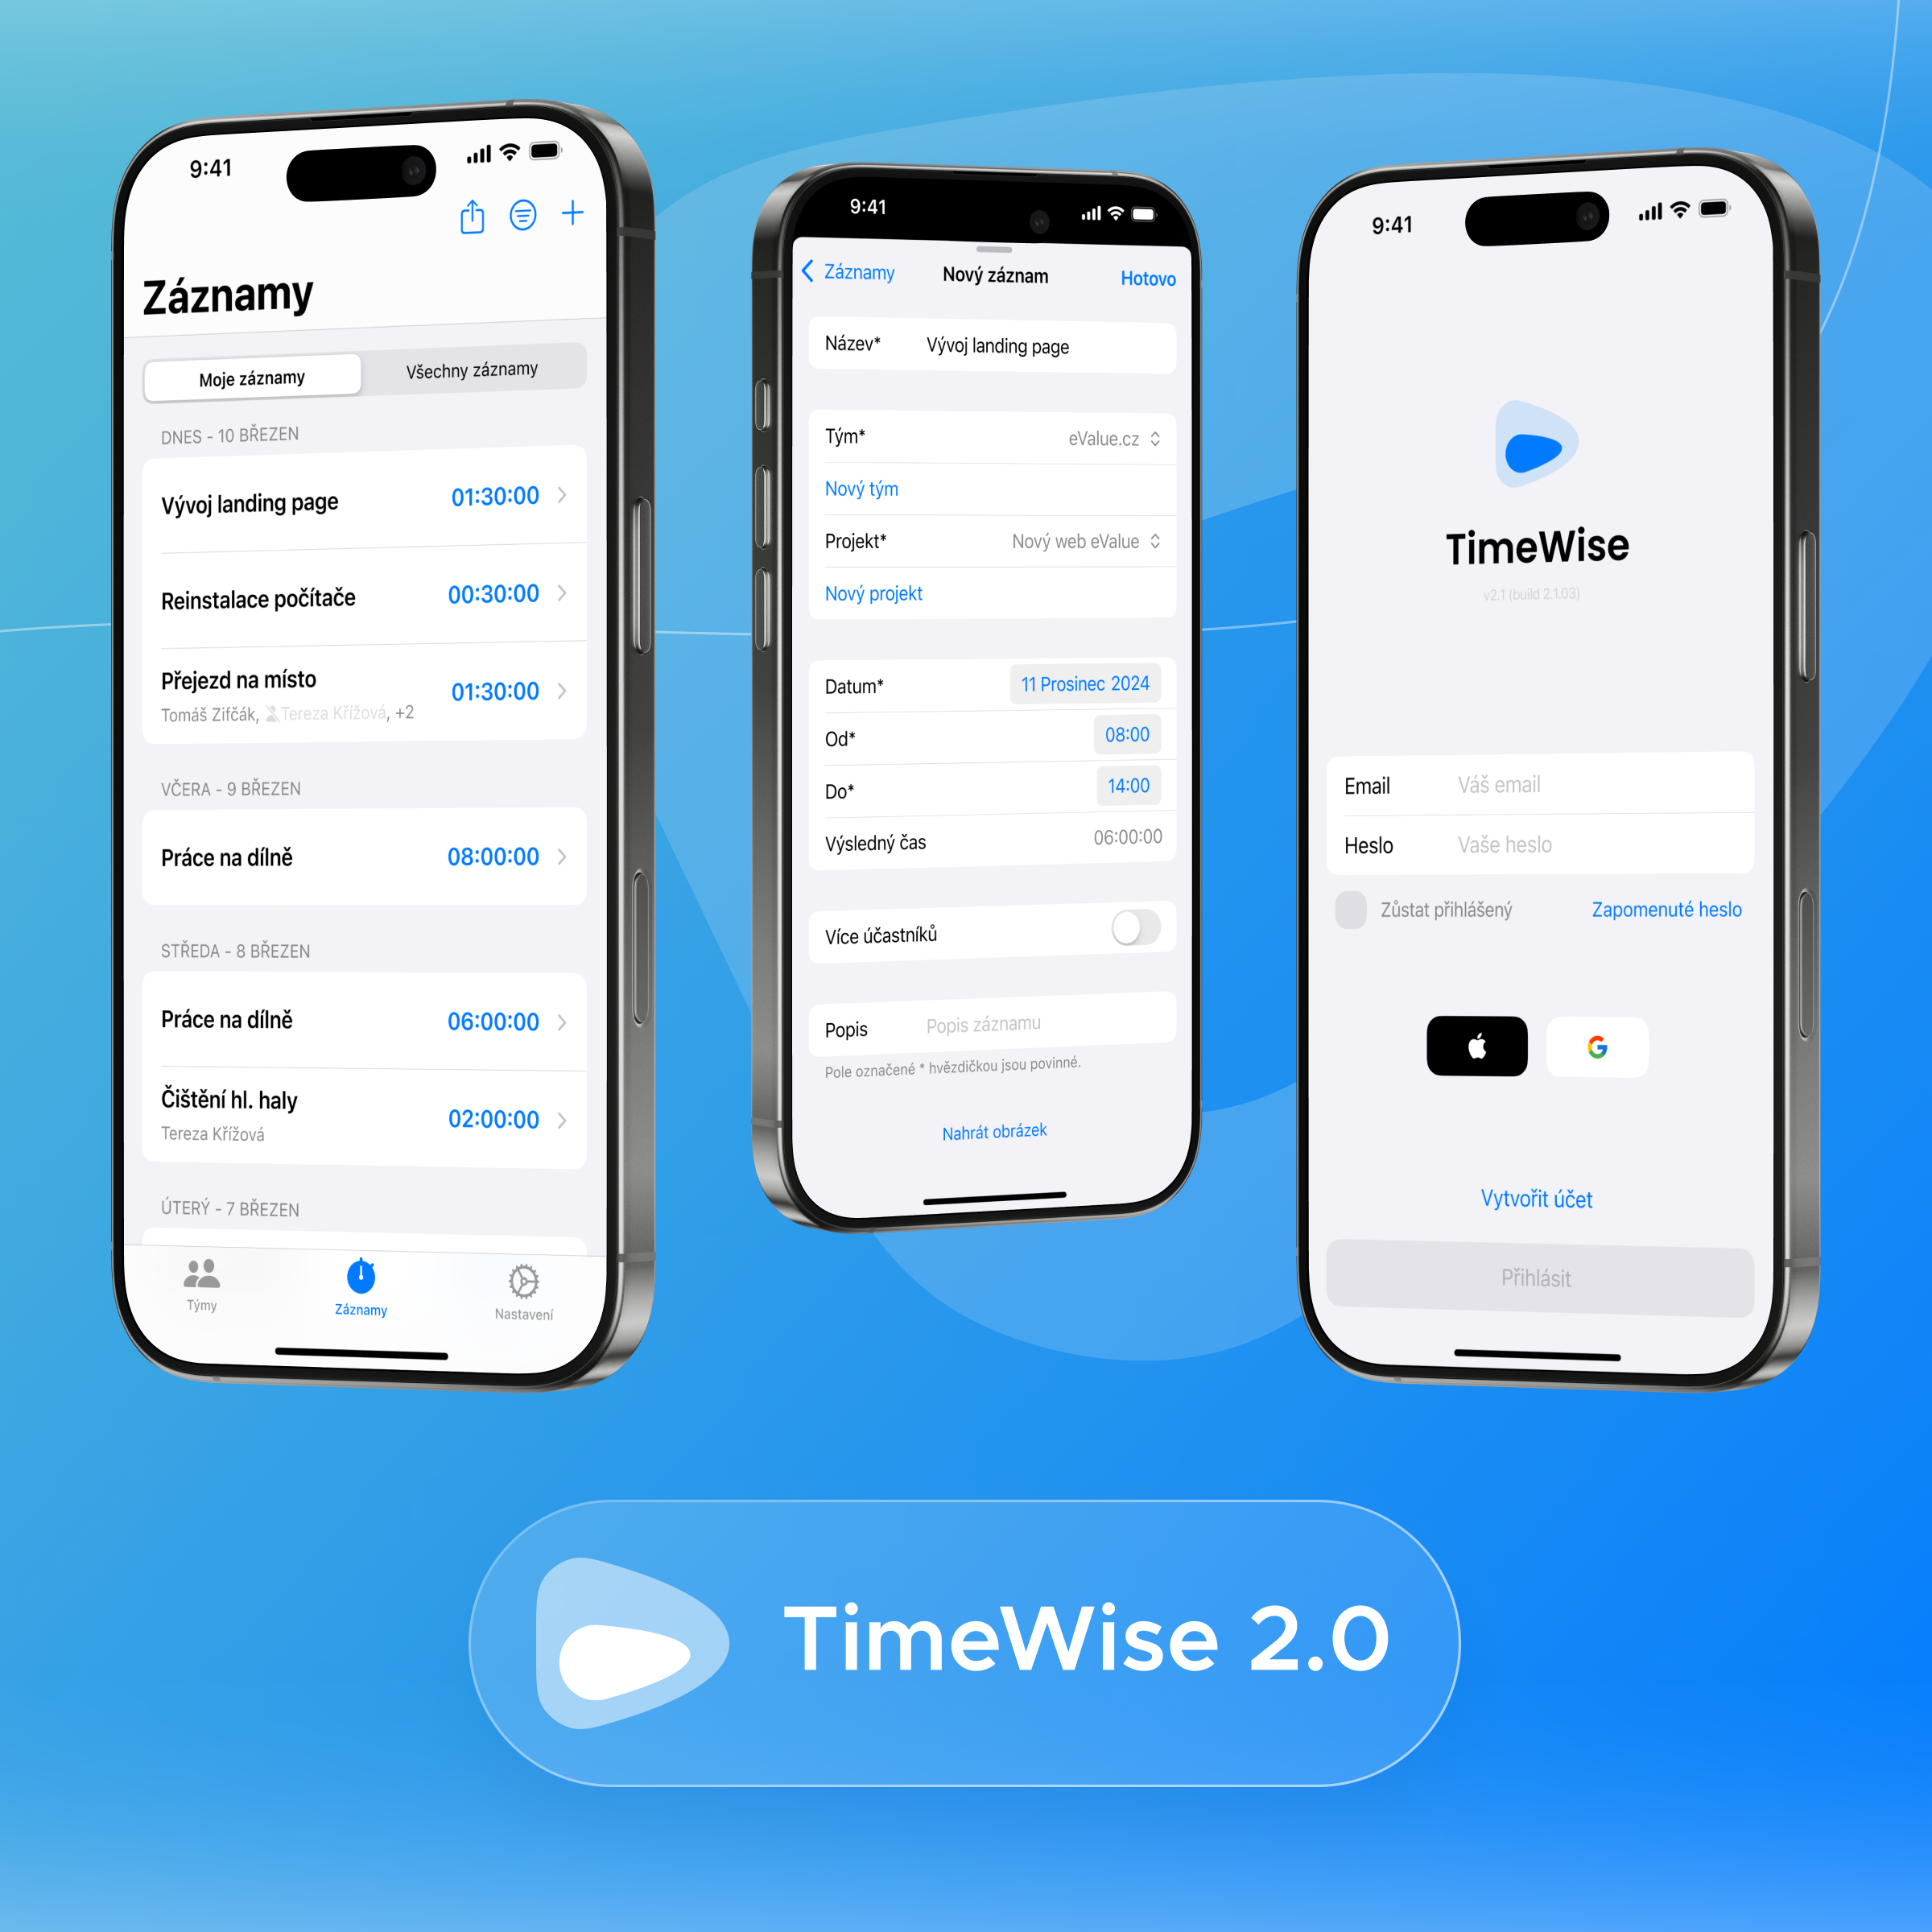 9:41
Záznamy
Moje záznamy
Všechny záznamy
DNES - 10 BŘEZEN
Vývoj landing page 01:30:00
Reinstalace počítače 00:30:00
Přejezd na místo 01:30:00
Tomáš Zifčák, Tereza Křížová, +2
VČERA - 9 BŘEZEN
Práce na dílně 08:00:00
STŘEDA - 8 BŘEZEN
Práce na dílně 06:00:00
Čištění hl. haly 02:00:00
Tereza Křížová
ÚTERÝ - 7 BŘEZEN
Týmy
Záznamy
Nastavení
9:41
Záznamy Nový záznam Hotovo
Název* Vývoj landing page
Tým* eValue.cz
Nový tým
Projekt* Nový web eValue
Nový projekt
Datum* 11 Prosinec 2024
Od* 08:00
Do* 14:00
Výsledný čas 06:00:00
Více účastníků
Popis Popis záznamu
Pole označené * hvězdičkou jsou povinné.
Nahrát obrázek
9:41
TimeWise
v2.1 (build 2.1.03)
Email Váš email
Heslo Vaše heslo
Zůstat přihlášený Zapomenuté heslo
Vytvořit účet
Přihlásit
TimeWise 2.0